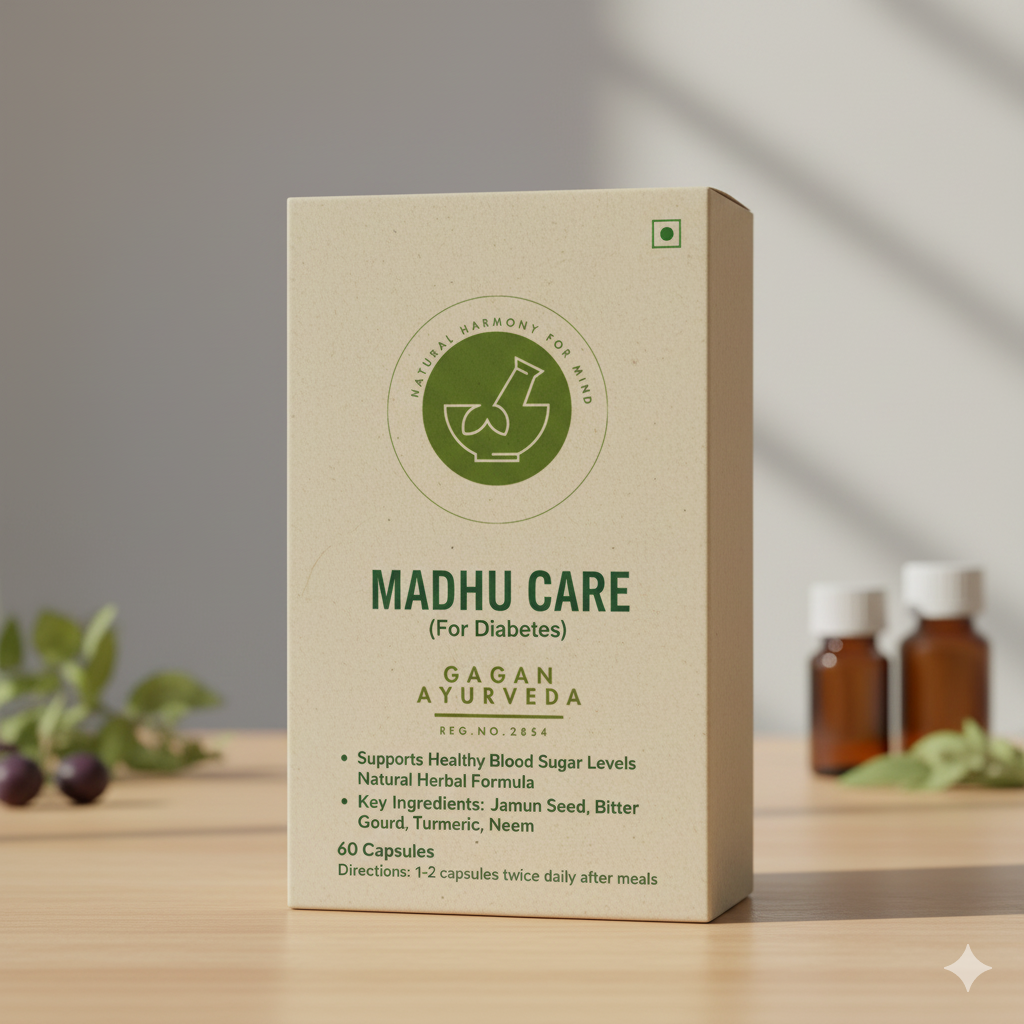 NATURAL HARMONY FOR MIND
MADHU CARE
(For Diabetes)
GAGAN
AYURVEDA
REG.NO.2854
• Supports Healthy Blood Sugar Levels
Natural Herbal Formula
• Key Ingredients: Jamun Seed, Bitter
Gourd, Turmeric, Neem
60 Capsules
Directions: 1-2 capsules twice daily after meals